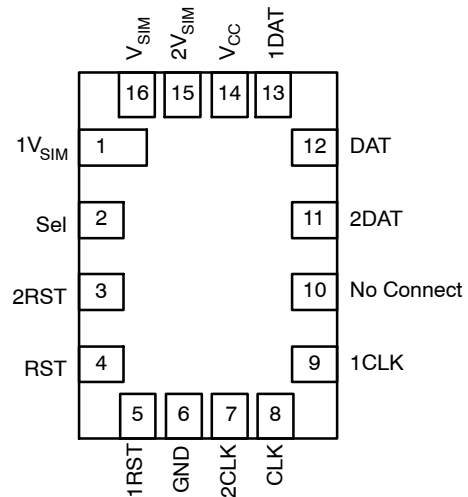 V_SIM
2V_SIM
V_CC
1DAT
16
15
14
13
1V_SIM
1
12
DAT
Sel
2
11
2DAT
2RST
3
10
No Connect
RST
4
9
1CLK
5
6
7
8
1RST
GND
2CLK
CLK